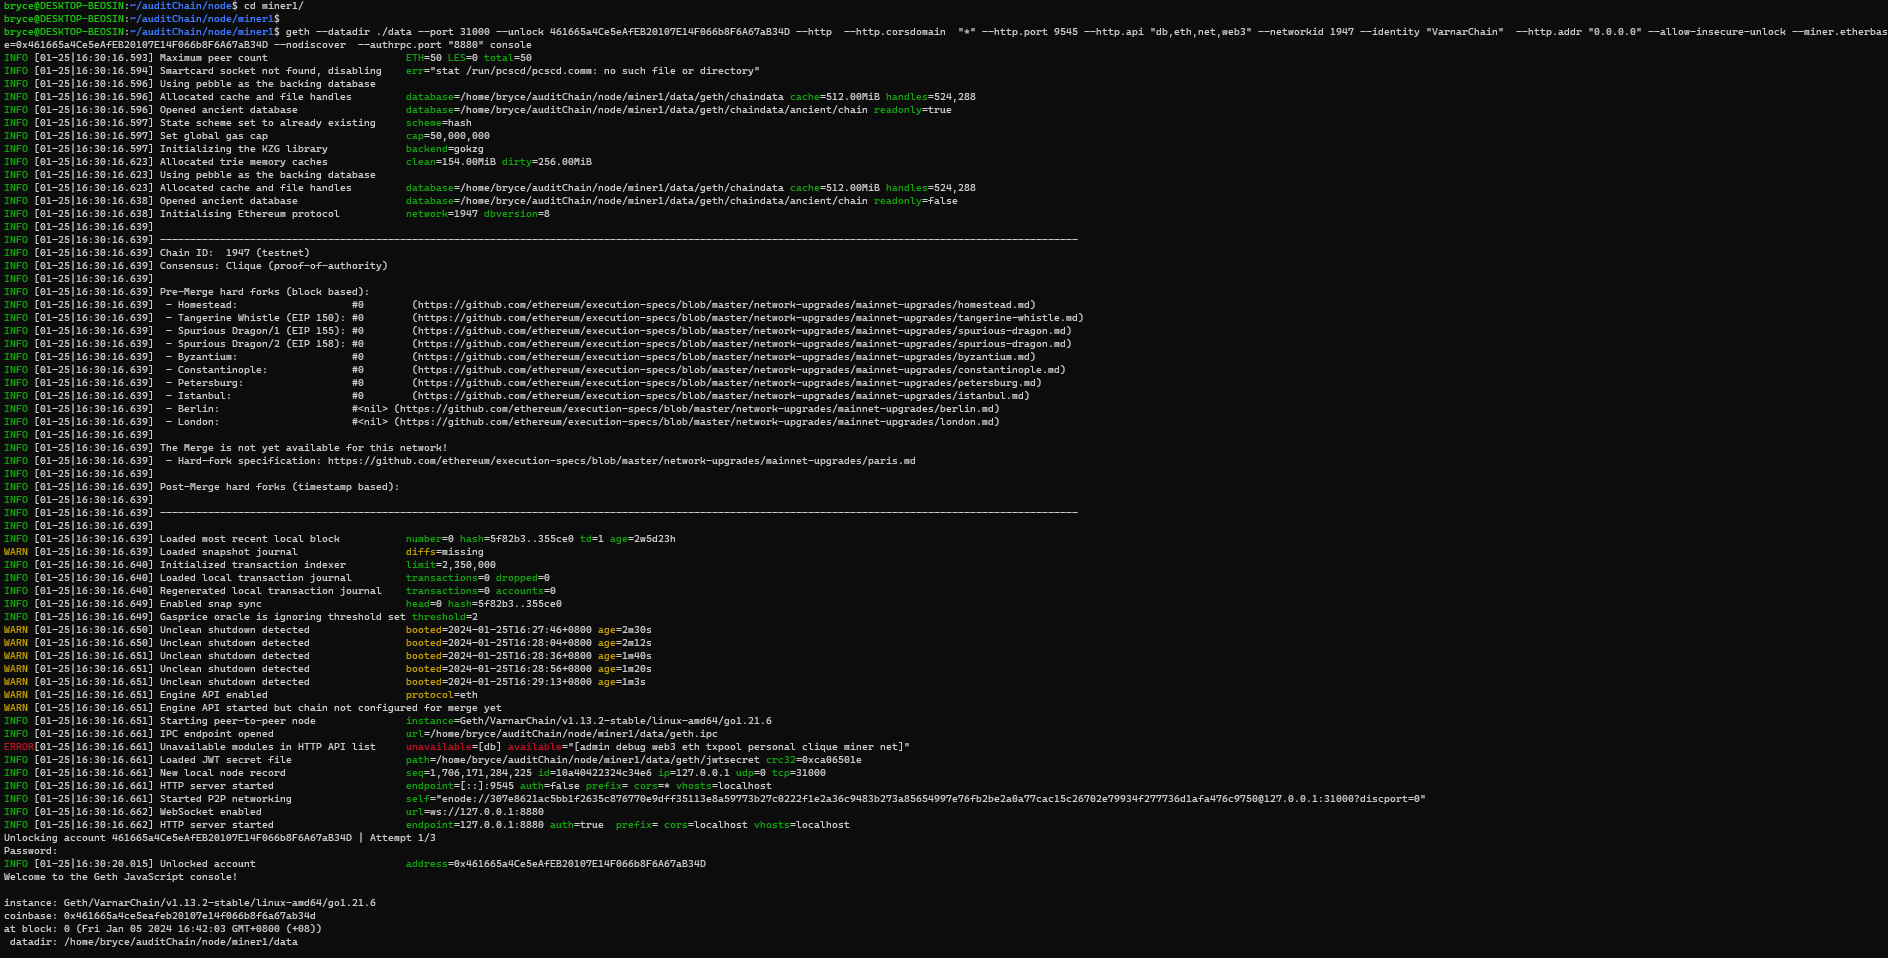 bryce@DESKTOP-BEOSIN:~/auditChain/node$ cd miner1/
bryce@DESKTOP-BEOSIN:~/auditChain/node/miner1$
bryce@DESKTOP-BEOSIN:~/auditChain/node/miner1$ geth --datadir ./data --port 31000 --unlock 461665a4Ce5eAfEB20107E14F066b8F6A67aB34D --http  --http.corsdomain  "*" --http.port 9545 --http.api "db,eth,net,web3" --networkid 1947 --identity "VarnarChain"  --http.addr "0.0.0.0" --allow-insecure-unlock --miner.etherbas
e=0x461665a4Ce5eAfEB20107E14F066b8F6A67aB34D --nodiscover  --authrpc.port "8880" console
INFO [01-25|16:30:16.593] Maximum peer count                       ETH=50 LES=0 total=50
INFO [01-25|16:30:16.594] Smartcard socket not found, disabling    err="stat /run/pcscd/pcscd.comm: no such file or directory"
INFO [01-25|16:30:16.596] Using pebble as the backing database
INFO [01-25|16:30:16.596] Allocated cache and file handles         database=/home/bryce/auditChain/node/miner1/data/geth/chaindata cache=512.00MiB handles=524,288
INFO [01-25|16:30:16.596] Opened ancient database                  database=/home/bryce/auditChain/node/miner1/data/geth/chaindata/ancient/chain readonly=true
INFO [01-25|16:30:16.597] State scheme set to already existing     scheme=hash
INFO [01-25|16:30:16.597] Set global gas cap                       cap=50,000,000
INFO [01-25|16:30:16.597] Initializing the KZG library             backend=gokzg
INFO [01-25|16:30:16.623] Allocated trie memory caches             clean=154.00MiB dirty=256.00MiB
INFO [01-25|16:30:16.623] Using pebble as the backing database
INFO [01-25|16:30:16.623] Allocated cache and file handles         database=/home/bryce/auditChain/node/miner1/data/geth/chaindata cache=512.00MiB handles=524,288
INFO [01-25|16:30:16.638] Opened ancient database                  database=/home/bryce/auditChain/node/miner1/data/geth/chaindata/ancient/chain readonly=false
INFO [01-25|16:30:16.638] Initialising Ethereum protocol           network=1947 dbversion=8
INFO [01-25|16:30:16.639]
INFO [01-25|16:30:16.639] ---------------------------------------------------------------------------------------------------------------------------------------------------------
INFO [01-25|16:30:16.639] Chain ID:  1947 (testnet)
INFO [01-25|16:30:16.639] Consensus: Clique (proof-of-authority)
INFO [01-25|16:30:16.639]
INFO [01-25|16:30:16.639] Pre-Merge hard forks (block based):
INFO [01-25|16:30:16.639]  - Homestead:                   #0        (https://github.com/ethereum/execution-specs/blob/master/network-upgrades/mainnet-upgrades/homestead.md)
INFO [01-25|16:30:16.639]  - Tangerine Whistle (EIP 150): #0        (https://github.com/ethereum/execution-specs/blob/master/network-upgrades/mainnet-upgrades/tangerine-whistle.md)
INFO [01-25|16:30:16.639]  - Spurious Dragon/1 (EIP 155): #0        (https://github.com/ethereum/execution-specs/blob/master/network-upgrades/mainnet-upgrades/spurious-dragon.md)
INFO [01-25|16:30:16.639]  - Spurious Dragon/2 (EIP 158): #0        (https://github.com/ethereum/execution-specs/blob/master/network-upgrades/mainnet-upgrades/spurious-dragon.md)
INFO [01-25|16:30:16.639]  - Byzantium:                   #0        (https://github.com/ethereum/execution-specs/blob/master/network-upgrades/mainnet-upgrades/byzantium.md)
INFO [01-25|16:30:16.639]  - Constantinople:              #0        (https://github.com/ethereum/execution-specs/blob/master/network-upgrades/mainnet-upgrades/constantinople.md)
INFO [01-25|16:30:16.639]  - Petersburg:                  #0        (https://github.com/ethereum/execution-specs/blob/master/network-upgrades/mainnet-upgrades/petersburg.md)
INFO [01-25|16:30:16.639]  - Istanbul:                    #0        (https://github.com/ethereum/execution-specs/blob/master/network-upgrades/mainnet-upgrades/istanbul.md)
INFO [01-25|16:30:16.639]  - Berlin:                      #<nil> (https://github.com/ethereum/execution-specs/blob/master/network-upgrades/mainnet-upgrades/berlin.md)
INFO [01-25|16:30:16.639]  - London:                      #<nil> (https://github.com/ethereum/execution-specs/blob/master/network-upgrades/mainnet-upgrades/london.md)
INFO [01-25|16:30:16.639]
INFO [01-25|16:30:16.639] The Merge is not yet available for this network!
INFO [01-25|16:30:16.639]  - Hard-fork specification: https://github.com/ethereum/execution-specs/blob/master/network-upgrades/mainnet-upgrades/paris.md
INFO [01-25|16:30:16.639]
INFO [01-25|16:30:16.639] Post-Merge hard forks (timestamp based):
INFO [01-25|16:30:16.639]
INFO [01-25|16:30:16.639] ---------------------------------------------------------------------------------------------------------------------------------------------------------
INFO [01-25|16:30:16.639]
INFO [01-25|16:30:16.639] Loaded most recent local block           number=0 hash=5f82b3..355ce0 td=1 age=2w5d23h
WARN [01-25|16:30:16.639] Loaded snapshot journal                  diffs=missing
INFO [01-25|16:30:16.640] Initialized transaction indexer          limit=2,350,000
INFO [01-25|16:30:16.640] Loaded local transaction journal         transactions=0 dropped=0
INFO [01-25|16:30:16.640] Regenerated local transaction journal    transactions=0 accounts=0
INFO [01-25|16:30:16.649] Enabled snap sync                        head=0 hash=5f82b3..355ce0
INFO [01-25|16:30:16.649] Gasprice oracle is ignoring threshold set threshold=2
WARN [01-25|16:30:16.650] Unclean shutdown detected                booted=2024-01-25T16:27:46+0800 age=2m30s
WARN [01-25|16:30:16.650] Unclean shutdown detected                booted=2024-01-25T16:28:04+0800 age=2m12s
WARN [01-25|16:30:16.651] Unclean shutdown detected                booted=2024-01-25T16:28:36+0800 age=1m40s
WARN [01-25|16:30:16.651] Unclean shutdown detected                booted=2024-01-25T16:28:56+0800 age=1m20s
WARN [01-25|16:30:16.651] Unclean shutdown detected                booted=2024-01-25T16:29:13+0800 age=1m3s
WARN [01-25|16:30:16.651] Engine API enabled                       protocol=eth
WARN [01-25|16:30:16.651] Engine API started but chain not configured for merge yet
INFO [01-25|16:30:16.651] Starting peer-to-peer node               instance=Geth/VarnarChain/v1.13.2-stable/linux-amd64/go1.21.6
INFO [01-25|16:30:16.661] IPC endpoint opened                      url=/home/bryce/auditChain/node/miner1/data/geth.ipc
ERROR[01-25|16:30:16.661] Unavailable modules in HTTP API list     unavailable=[db] available="[admin debug web3 eth txpool personal clique miner net]"
INFO [01-25|16:30:16.661] Loaded JWT secret file                   path=/home/bryce/auditChain/node/miner1/data/geth/jwtsecret crc32=0xca06501e
INFO [01-25|16:30:16.661] New local node record                    seq=1,706,171,284,225 id=10a40422324c34e6 ip=127.0.0.1 udp=0 tcp=31000
INFO [01-25|16:30:16.661] HTTP server started                      endpoint=[::]:9545 auth=false prefix= cors=* vhosts=localhost
INFO [01-25|16:30:16.661] Started P2P networking                   self="enode://307e8621ac5bb1f2635c876770e9dff35113e8a59773b27c0222f1e2a36c9483b273a85654997e76fb2be2a0a77cac15c26702e79934f277736d1afa476c9750@127.0.0.1:31000?discport=0"
INFO [01-25|16:30:16.662] WebSocket enabled                        url=ws://127.0.0.1:8880
INFO [01-25|16:30:16.662] HTTP server started                      endpoint=127.0.0.1:8880 auth=true  prefix= cors=localhost vhosts=localhost
Unlocking account 461665a4Ce5eAfEB20107E14F066b8F6A67aB34D | Attempt 1/3
Password:
INFO [01-25|16:30:20.015] Unlocked account                         address=0x461665a4Ce5eAfEB20107E14F066b8F6A67aB34D
Welcome to the Geth JavaScript console!

instance: Geth/VarnarChain/v1.13.2-stable/linux-amd64/go1.21.6
coinbase: 0x461665a4ce5eafeb20107e14f066b8f6a67ab34d
at block: 0 (Fri Jan 05 2024 16:42:03 GMT+0800 (+08))
 datadir: /home/bryce/auditChain/node/miner1/data